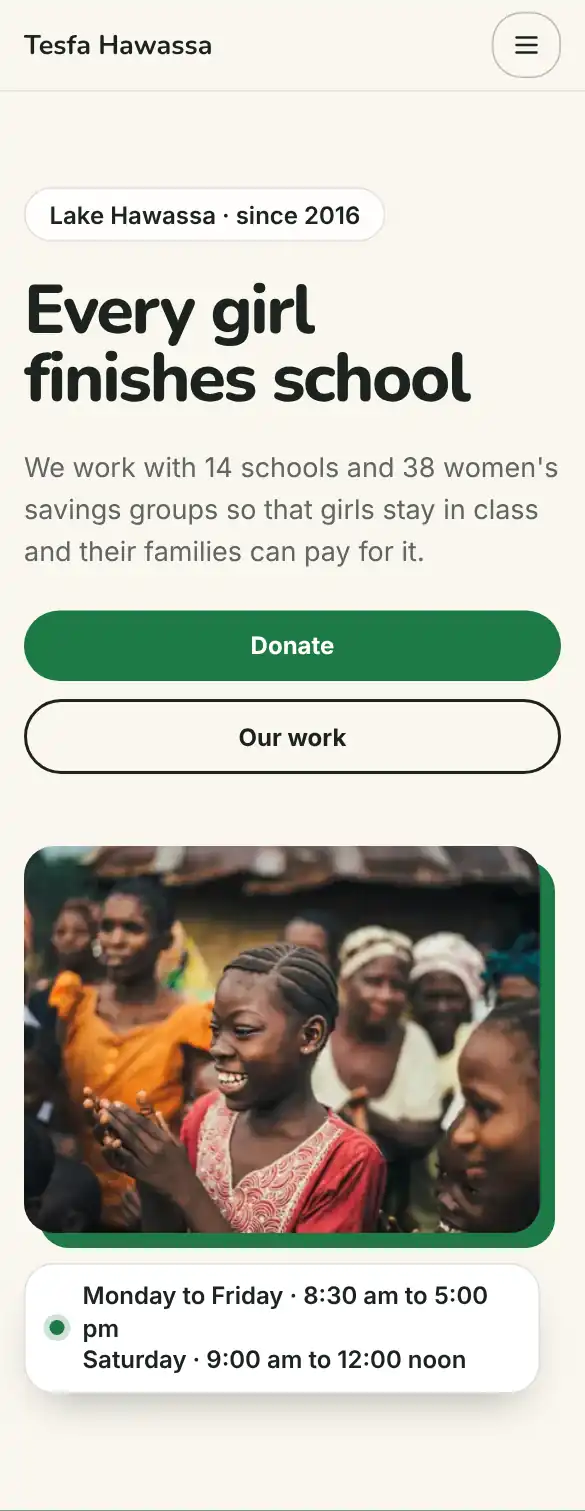 Tesfa Hawassa
Lake Hawassa · since 2016
Every girl
finishes school
We work with 14 schools and 38 women's
savings groups so that girls stay in class
and their families can pay for it.
Donate
Our work
Monday to Friday · 8:30 am to 5:00
pm
Saturday · 9:00 am to 12:00 noon